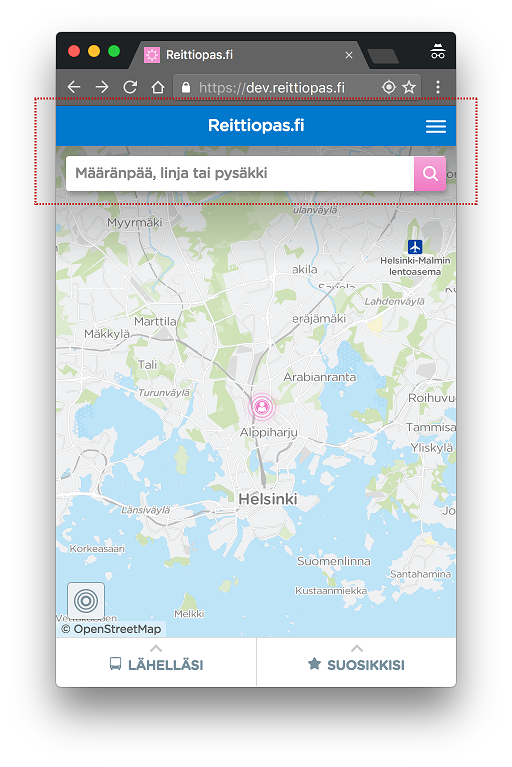 Reittiopas.fi
https://dev.reittiopas.fi
Reittiopas.fi
Määränpää, linja tai pysäkki
ulanväylä
Myyrmäki
Helsinki-Malmin
lentoasema
akila
Lahdenväylä
Marttila
eräjämäki
Mäkkylä
Tali
Arabianranta
Turunväylä
Roihuvu
Alppiharju
Tammisa
Yliskylä
Helsinki
Länsiväylä
Jo
Korkeasaari
Suomenlinna
Santahamina
Kustaanmiekka
Melkki
© OpenStreetMap
LÄHELLÄSI
SUOSIKKISI